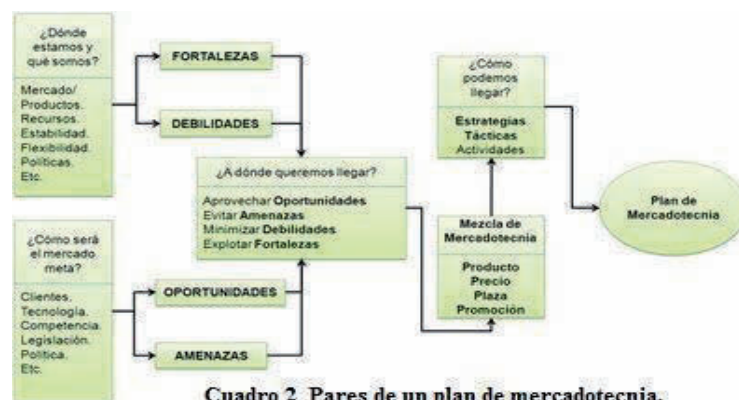 ¿Dónde
estamos y
qué somos?
Mercado/
Productos.
Recursos.
Estabilidad.
Flexibilidad.
Políticas.
Etc.
FORTALEZAS
DEBILIDADES
¿A dónde queremos llegar?
Aprovechar Oportunidades
Evitar Amenazas
Minimizar Debilidades
Explotar Fortalezas
¿Cómo será
el mercado
meta?
Clientes.
Tecnología.
Competencia.
Legislación.
Política.
Etc.
OPORTUNIDADES
AMENAZAS
Mezcla de
Mercadotecnia
Producto
Precio
Plaza
Promoción
¿Cómo
podemos
llegar?
Estrategias
Tácticas
Actividades
Plan de
Mercadotecnia
Cuadro 2. Pares de un plan de mercadotecnia.